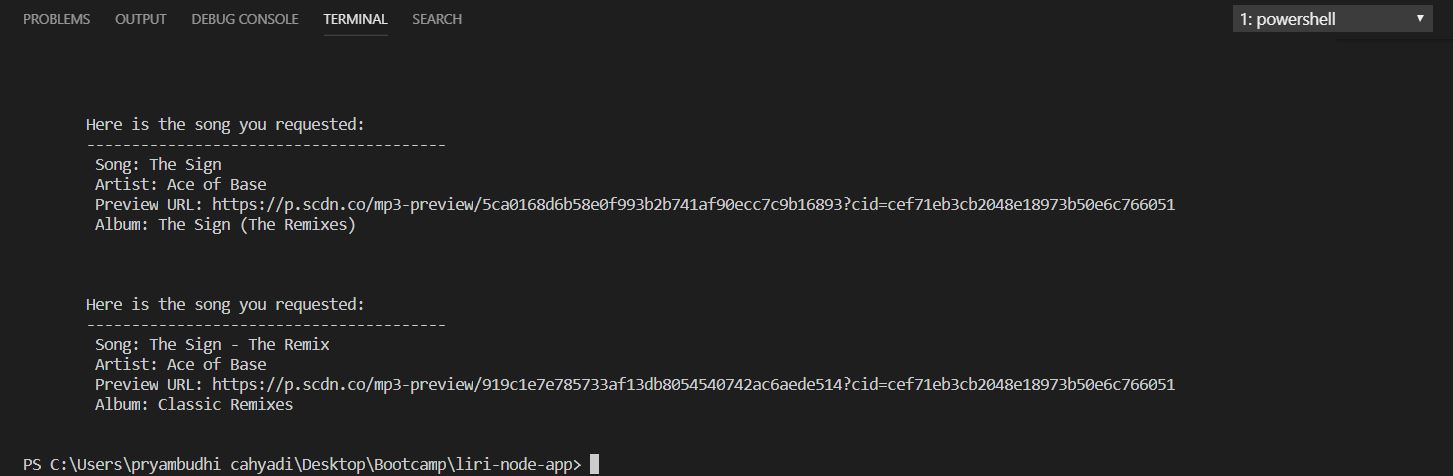 PROBLEMS OUTPUT DEBUG CONSOLE TERMINAL SEARCH 1: powershell
Here is the song you requested:
----------------------------------------
Song: The Sign
Artist: Ace of Base
Preview URL: https://p.scdn.co/mp3-preview/5ca0168d6b58e0f993b2b741af90ecc7c9b16893?cid=cef71eb3cb2048e18973b50e6c766051
Album: The Sign (The Remixes)
Here is the song you requested:
----------------------------------------
Song: The Sign - The Remix
Artist: Ace of Base
Preview URL: https://p.scdn.co/mp3-preview/919c1e7e785733af13db8054540742ac6aede514?cid=cef71eb3cb2048e18973b50e6c766051
Album: Classic Remixes
PS C:\Users\pryambudhi cahyadi\Desktop\Bootcamp\liri-node-app>